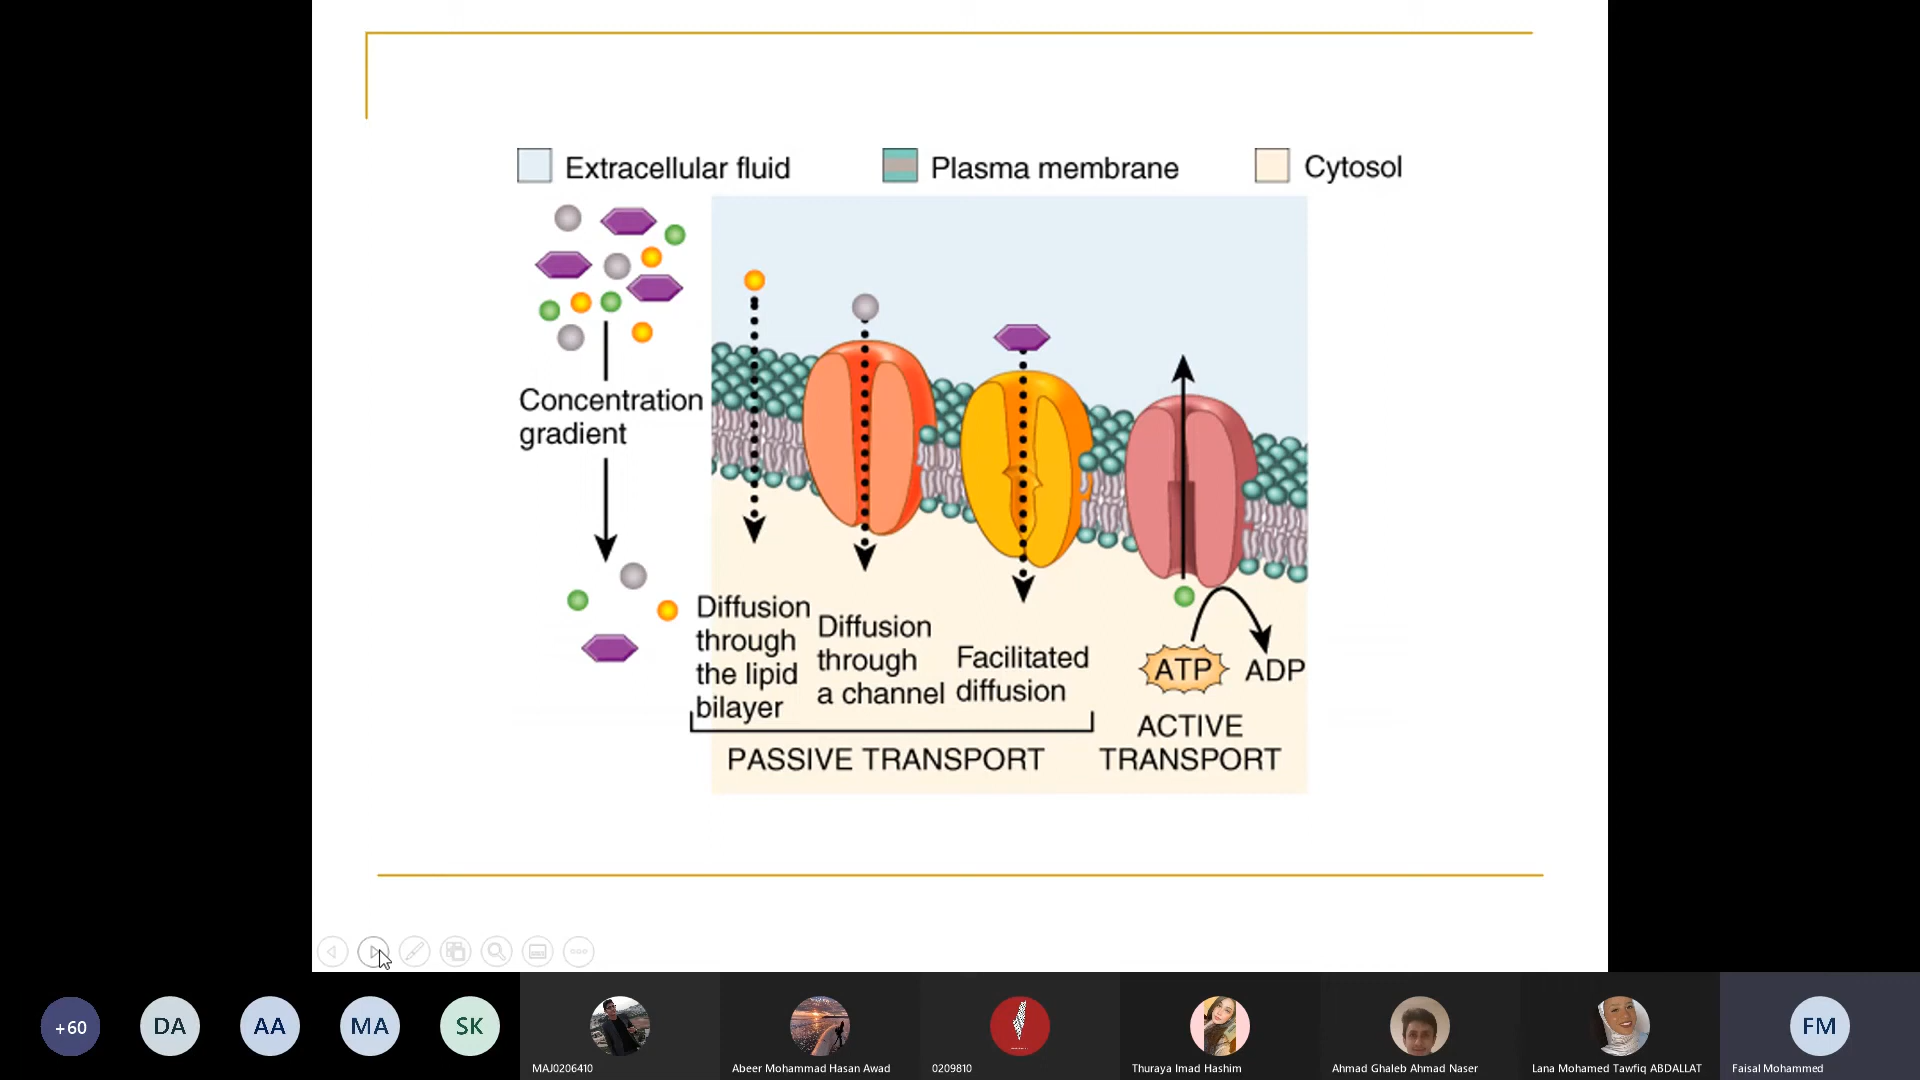 Extracellular fluid
Plasma membrane
Cytosol
Concentration
gradient
Diffusion
through
the lipid
bilayer
Diffusion
through
a channel
Facilitated
diffusion
ATP
ADP
PASSIVE TRANSPORT
ACTIVE
TRANSPORT
+60
DA
AA
MA
SK
MAJ0206410
Abeer Mohammad Hasan Awad
0209810
Thuraya Imad Hashim
Ahmad Ghaleb Ahmad Naser
Lana Mohamed Tawfiq ABDALLAT
FM
Faisal Mohammed